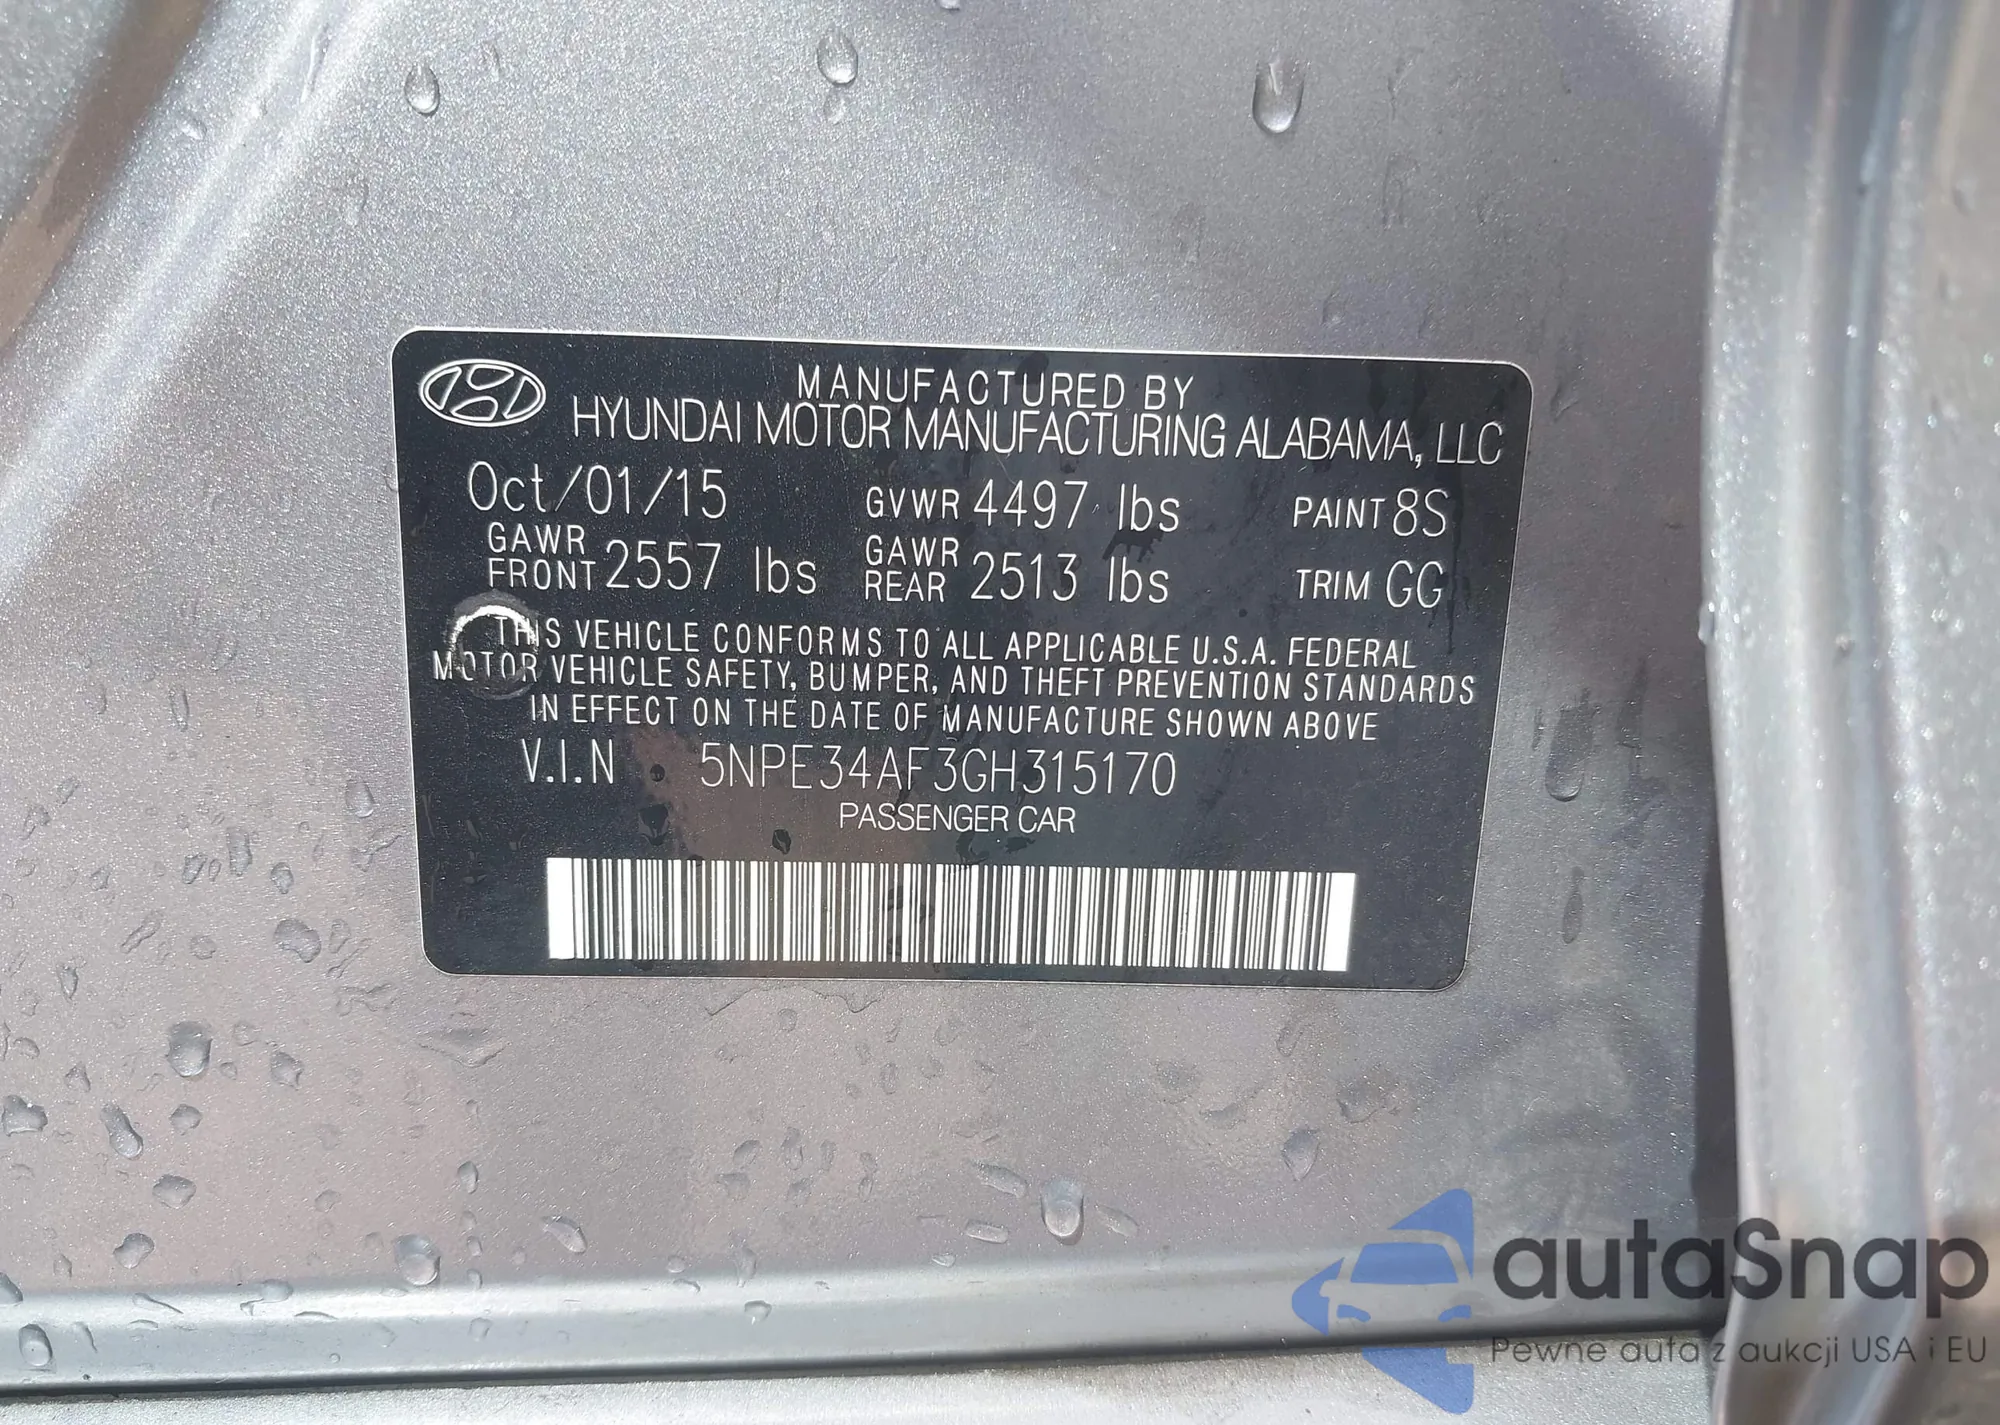 MANUFACTURED BY
HYUNDAI MOTOR MANUFACTURING ALABAMA, LLC
Oct/01/15 GVWR 4497 lbs PAINT 8S
GAWR FRONT 2557 lbs GAWR REAR 2513 lbs TRIM GG
THIS VEHICLE CONFORMS TO ALL APPLICABLE U.S.A. FEDERAL
MOTOR VEHICLE SAFETY, BUMPER, AND THEFT PREVENTION STANDARDS
IN EFFECT ON THE DATE OF MANUFACTURE SHOWN ABOVE
V.I.N : 5NPE34AF3GH315170
PASSENGER CAR
autaSnap
Pewne auta z aukcji USA i EU